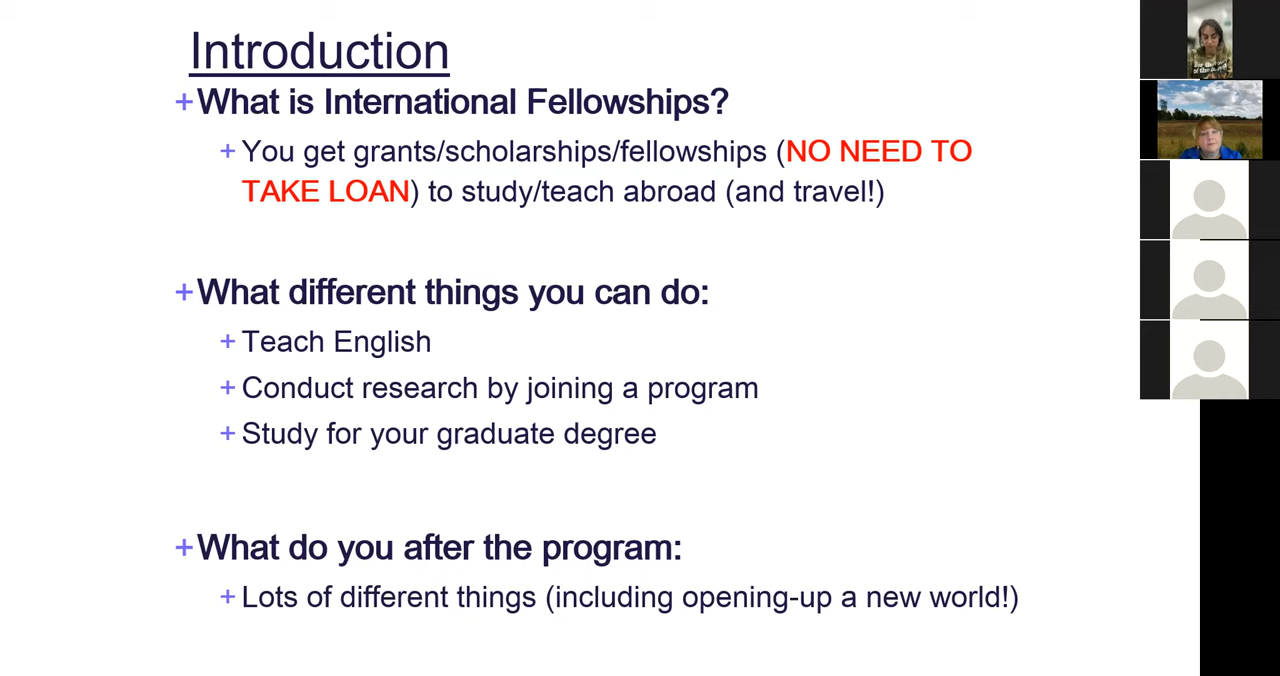 Introduction
+What is International Fellowships?
+You get grants/scholarships/fellowships (NO NEED TO
TAKE LOAN) to study/teach abroad (and travel!)
+What different things you can do:
+Teach English
+Conduct research by joining a program
+Study for your graduate degree
+What do you after the program:
+Lots of different things (including opening-up a new world!)